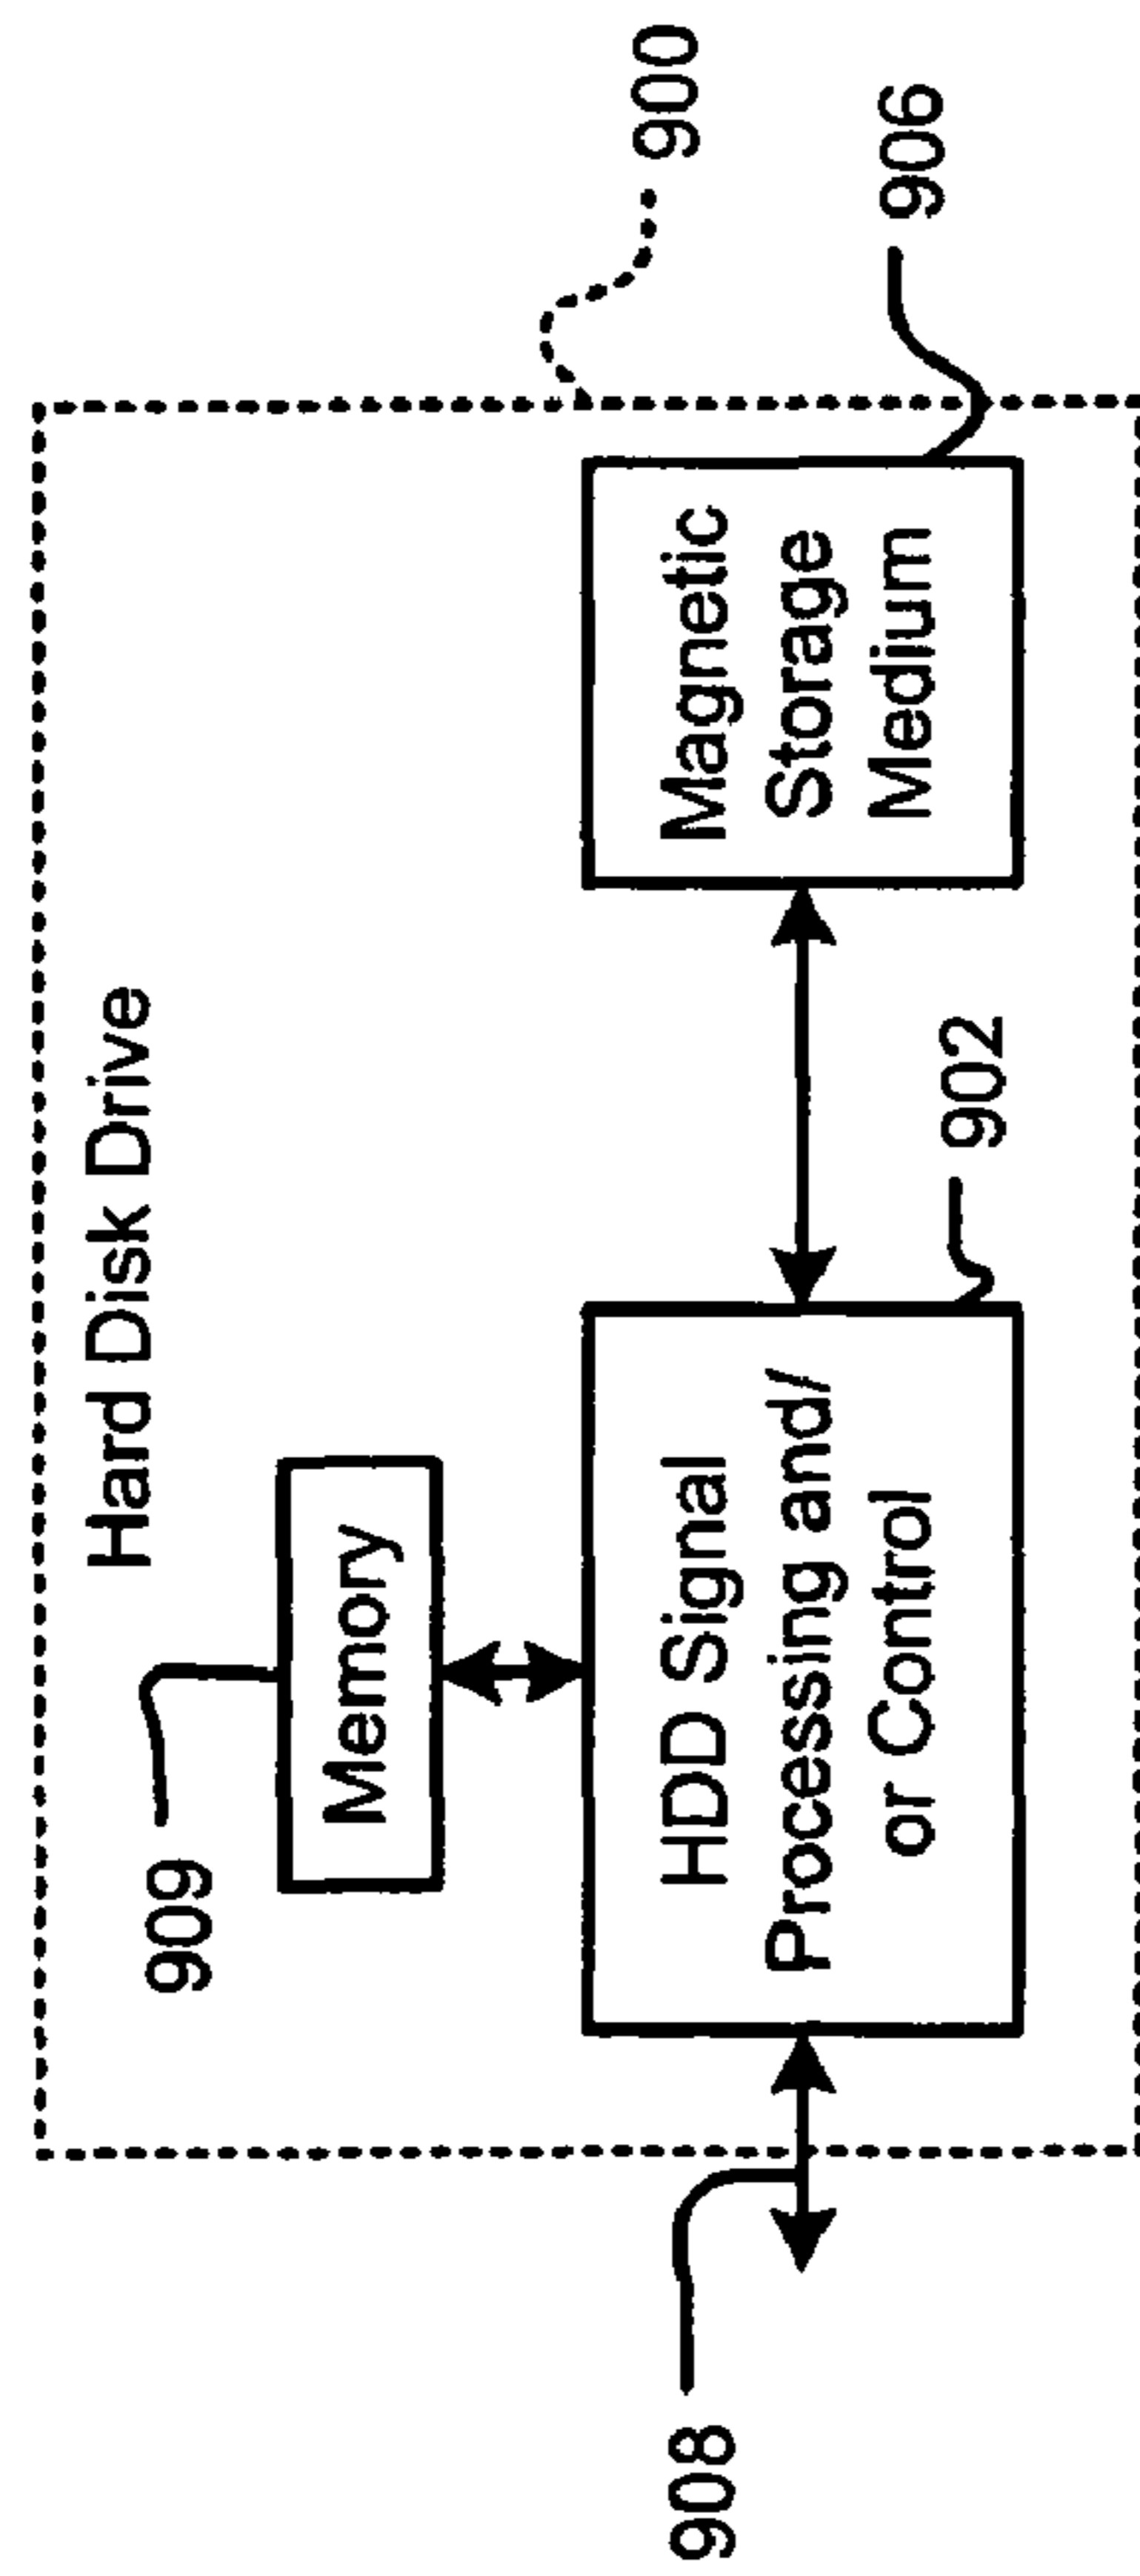 Hard Disk Drive
900
909
Memory
HDD Signal
Processing and/
or Control
Magnetic
Storage
Medium
908
902
906